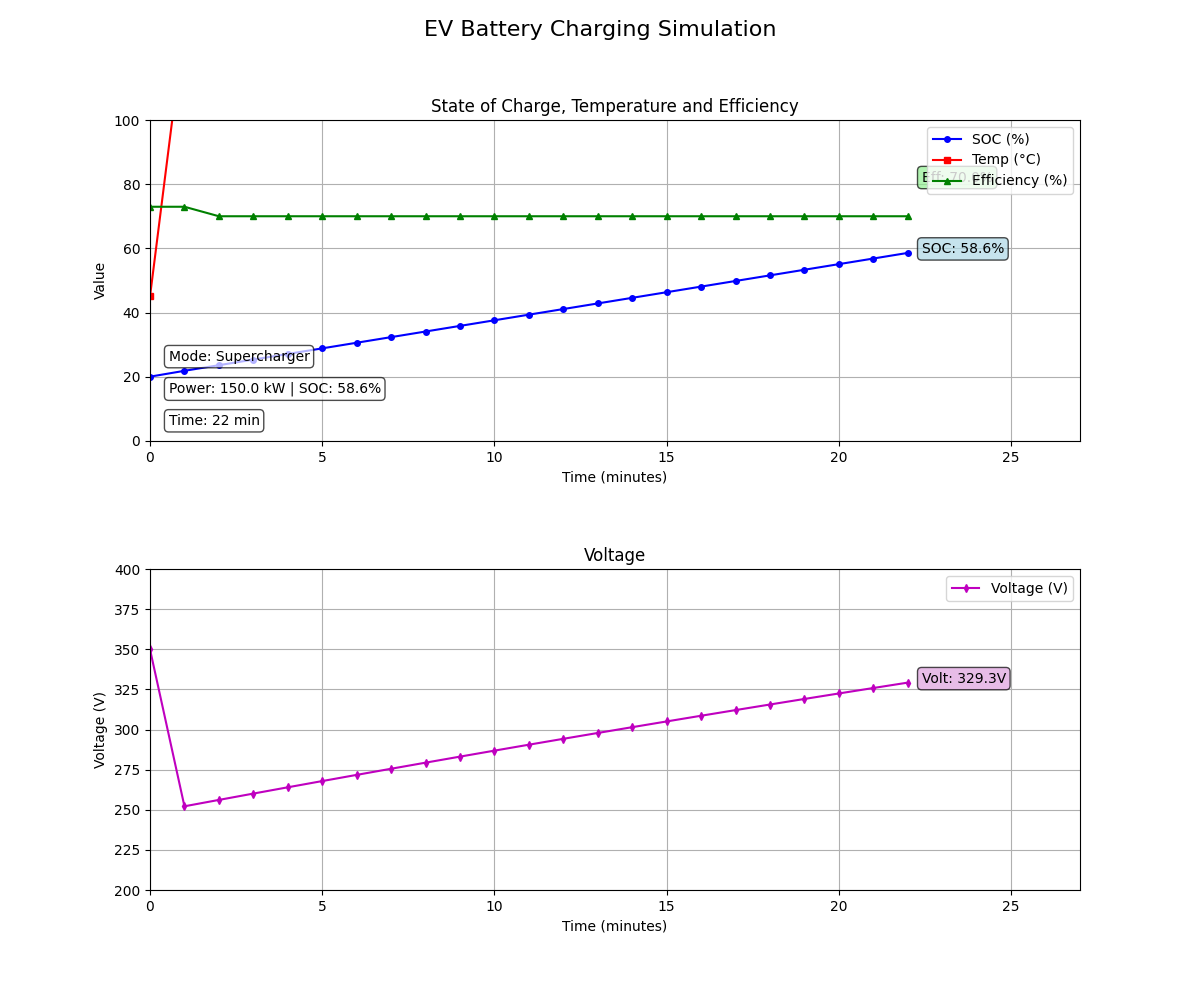 EV Battery Charging Simulation
State of Charge, Temperature and Efficiency
100
80
60
40
20
0
Value
SOC (%)
Temp (°C)
Efficiency (%)
SOC: 58.6%
Mode: Supercharger
Power: 150.0 kW | SOC: 58.6%
Time: 22 min
0 5 10 15 20 25
Time (minutes)
Voltage
400
375
350
325
300
275
250
225
200
Voltage (V)
Voltage (V)
Volt: 329.3V
0 5 10 15 20 25
Time (minutes)